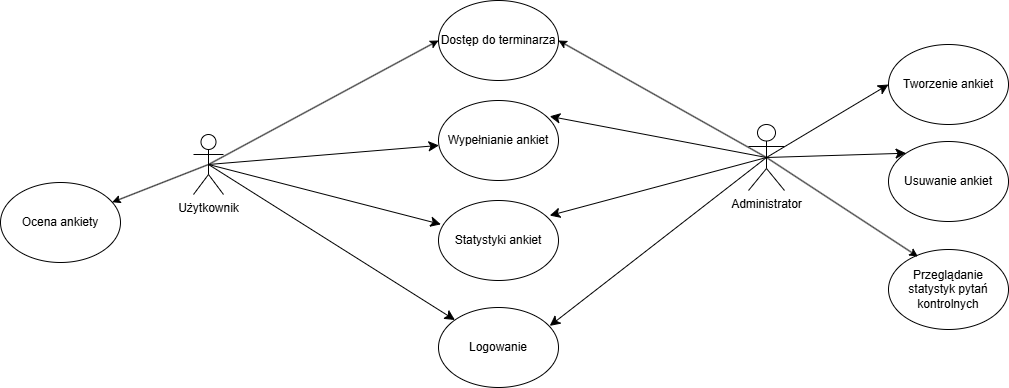 Dostęp do terminarza
Tworzenie ankiet
Wypełnianie ankiet
Usuwanie ankiet
Użytkownik
Administrator
Ocena ankiety
Statystyki ankiet
Przeglądanie
statystyk pytań
kontrolnych
Logowanie